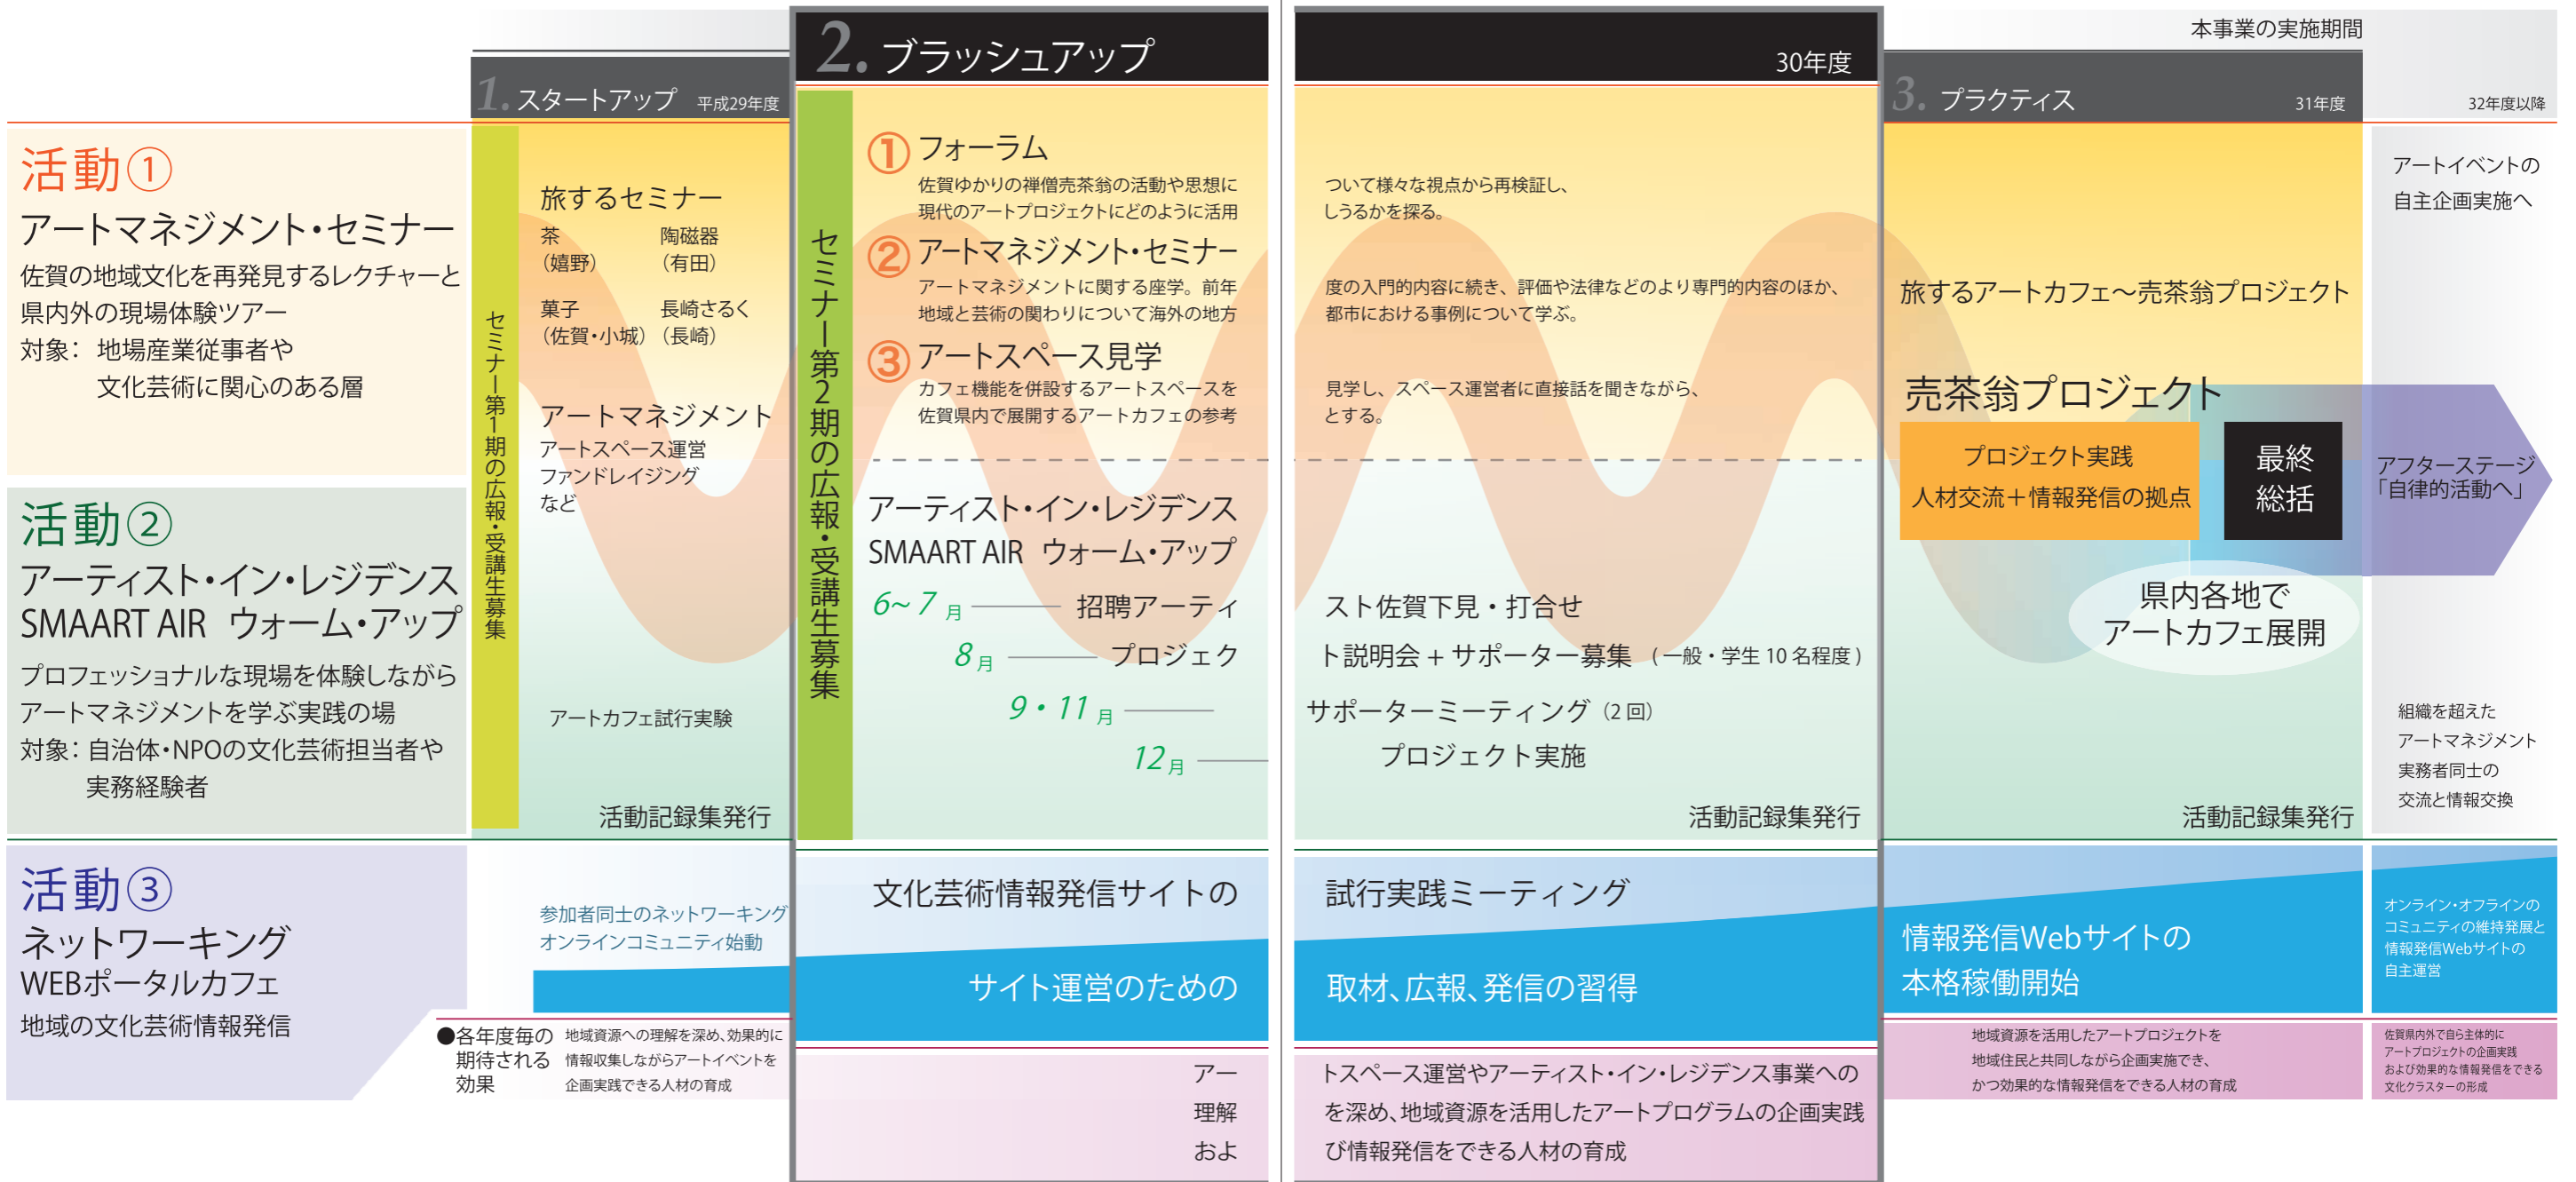 本事業の実施期間
1. スタートアップ 平成29年度
2. ブラッシュアップ 30年度
3. プラクティス 31年度
32年度以降
活動①
アートマネジメント・セミナー
佐賀の地域文化を再発見するレクチャーと
県内外の現場体験ツアー
対象： 地場産業従事者や
文化芸術に関心のある層
活動②
アーティスト・イン・レジデンス
SMAART AIR ウォーム・アップ
プロフェッショナルな現場を体験しながら
アートマネジメントを学ぶ実践の場
対象：自治体・NPOの文化芸術担当者や
実務経験者
活動③
ネットワーキング
WEBポータルカフェ
地域の文化芸術情報発信
セミナー第1期の広報・受講生募集
旅するセミナー
茶 陶磁器
（嬉野） （有田）
菓子 長崎さるく
（佐賀・小城）（長崎）
アートマネジメント
アートスペース運営
ファンドレイジング
など
アートカフェ試行実験
活動記録集発行
参加者同士のネットワーキング
オンラインコミュニティ始動
●各年度毎の
期待される
効果
地域資源への理解を深め、効果的に
情報収集しながらアートイベントを
企画実践できる人材の育成
セミナー第2期の広報・受講生募集
① フォーラム
佐賀ゆかりの禅僧売茶翁の活動や思想に ついて様々な視点から再検証し、
現代のアートプロジェクトにどのように活用 しうるかを探る。
② アートマネジメント・セミナー
アートマネジメントに関する座学。前年 度の入門的内容に続き、評価や法律などのより専門的内容のほか、
地域と芸術の関わりについて海外の地方 都市における事例について学ぶ。
③ アートスペース見学
カフェ機能を併設するアートスペースを 見学し、スペース運営者に直接話を聞きながら、
佐賀県内で展開するアートカフェの参考 とする。
アーティスト・イン・レジデンス
SMAART AIR ウォーム・アップ
6~7月 招聘アーティ スト佐賀下見・打合せ
8月 プロジェク ト説明会 + サポーター募集 (一般・学生 10 名程度)
9・11月 サポーターミーティング（2 回）
12月 プロジェクト実施
活動記録集発行
文化芸術情報発信サイトの 試行実践ミーティング
サイト運営のための 取材、広報、発信の習得
アー トスペース運営やアーティスト・イン・レジデンス事業への
理解 を深め、地域資源を活用したアートプログラムの企画実践
およ び情報発信をできる人材の育成
旅するアートカフェ～売茶翁プロジェクト
売茶翁プロジェクト
プロジェクト実践
人材交流＋情報発信の拠点
最終
総括
県内各地で
アートカフェ展開
活動記録集発行
情報発信Webサイトの
本格稼働開始
地域資源を活用したアートプロジェクトを
地域住民と共同しながら企画実施でき、
かつ効果的な情報発信をできる人材の育成
アートイベントの
自主企画実施へ
アフターステージ
「自律的活動へ」
組織を超えた
アートマネジメント
実務者同士の
交流と情報交換
オンライン・オフラインの
コミュニティの維持発展と
情報発信Webサイトの
自主運営
佐賀県内外で自ら主体的に
アートプロジェクトの企画実践
および効果的な情報発信をできる
文化クラスターの形成